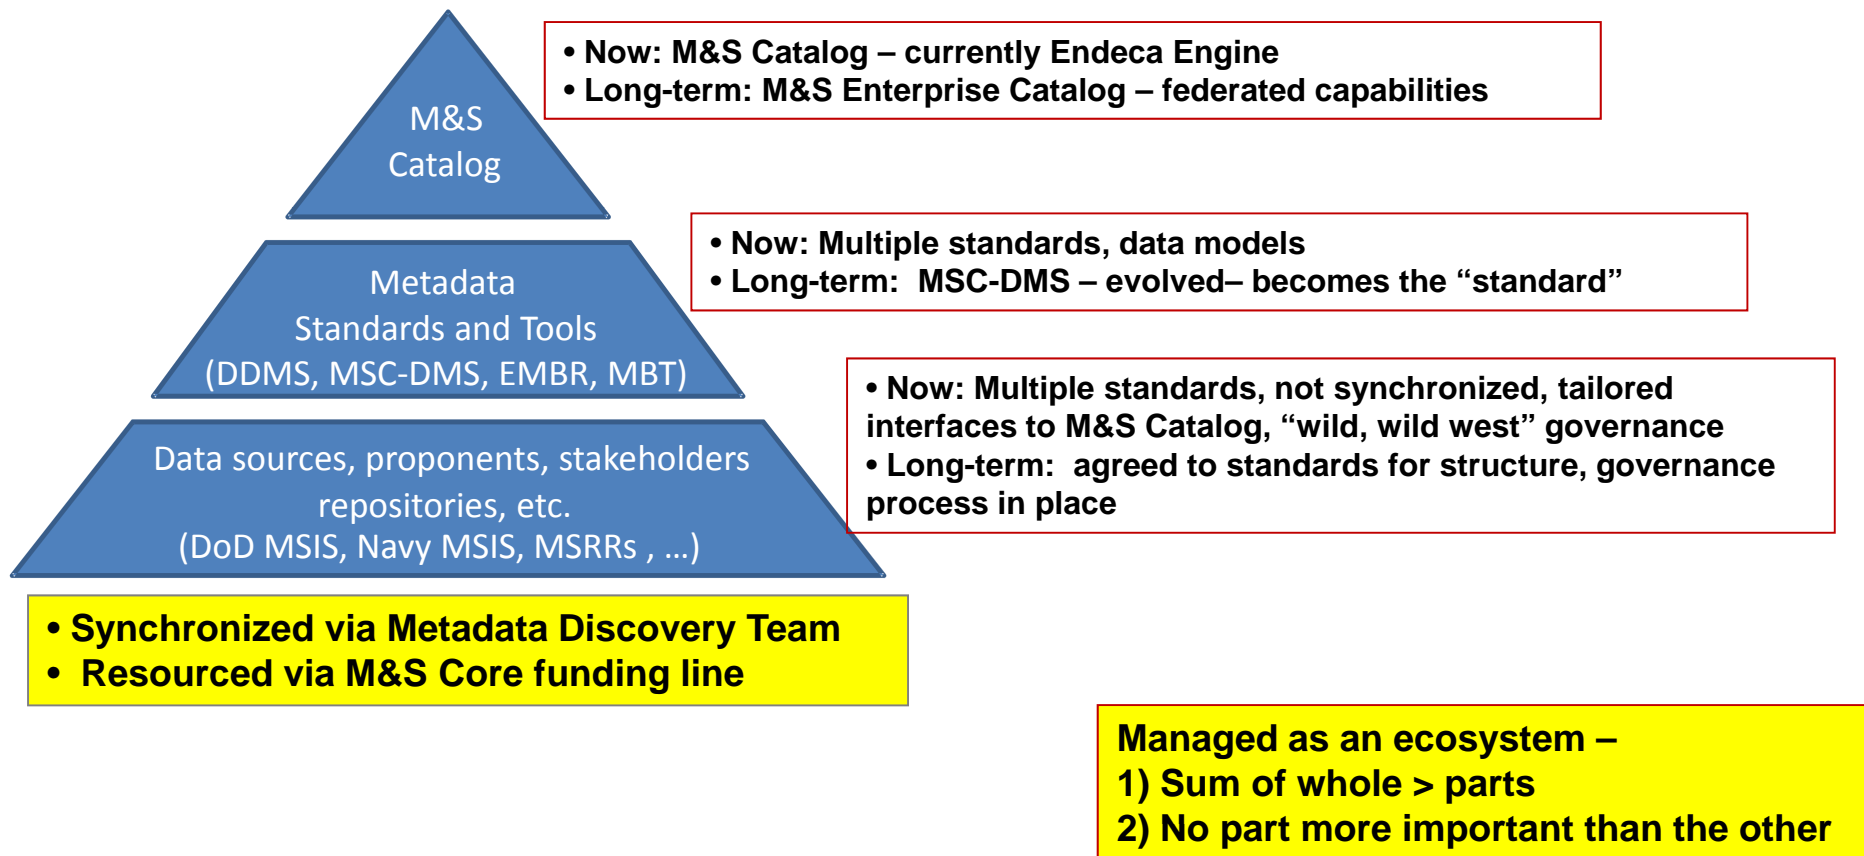 M&S
Catalog
• Now: M&S Catalog – currently Endeca Engine
• Long-term: M&S Enterprise Catalog – federated capabilities
Metadata
Standards and Tools
(DDMS, MSC-DMS, EMBR, MBT)
• Now: Multiple standards, data models
• Long-term:  MSC-DMS – evolved– becomes the “standard”
Data sources, proponents, stakeholders
repositories, etc.
(DoD MSIS, Navy MSIS, MSRRs , …)
• Now: Multiple standards, not synchronized, tailored
interfaces to M&S Catalog, “wild, wild west” governance
• Long-term:  agreed to standards for structure, governance
process in place
• Synchronized via Metadata Discovery Team
•  Resourced via M&S Core funding line
Managed as an ecosystem –
1) Sum of whole > parts
2) No part more important than the other